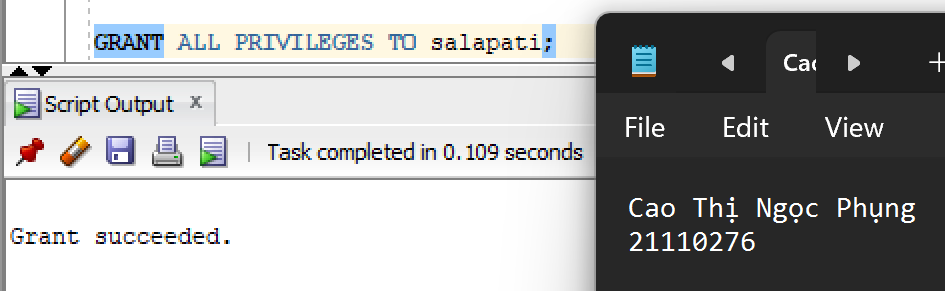 GRANT ALL PRIVILEGES TO salapati;
Script Output x
Task completed in 0.109 seconds
Grant succeeded.
Cao
File Edit View
Cao Thị Ngọc Phụng
21110276